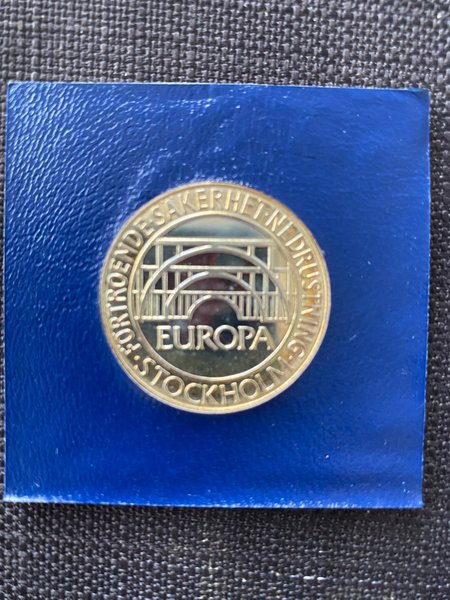 ·FÖRTROENDE·SÄKERHET·NEDRUSTNING·
STOCKHOLM
EUROPA